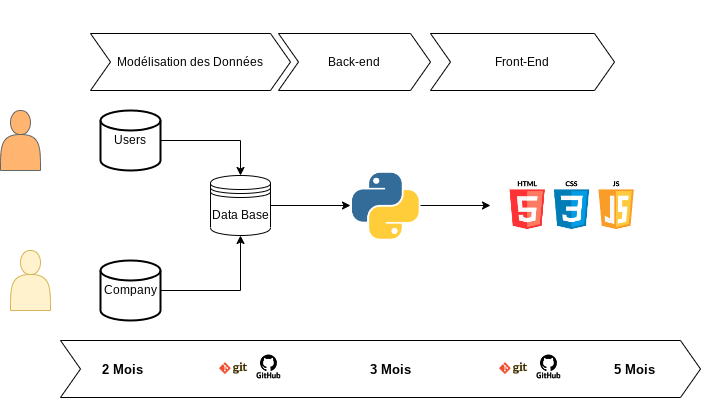 Modélisation des Données
Back-end
Front-End
Users
Data Base
HTML
5
CSS
3
JS
JS
Company
2 Mois
git
GitHub
3 Mois
git
GitHub
5 Mois